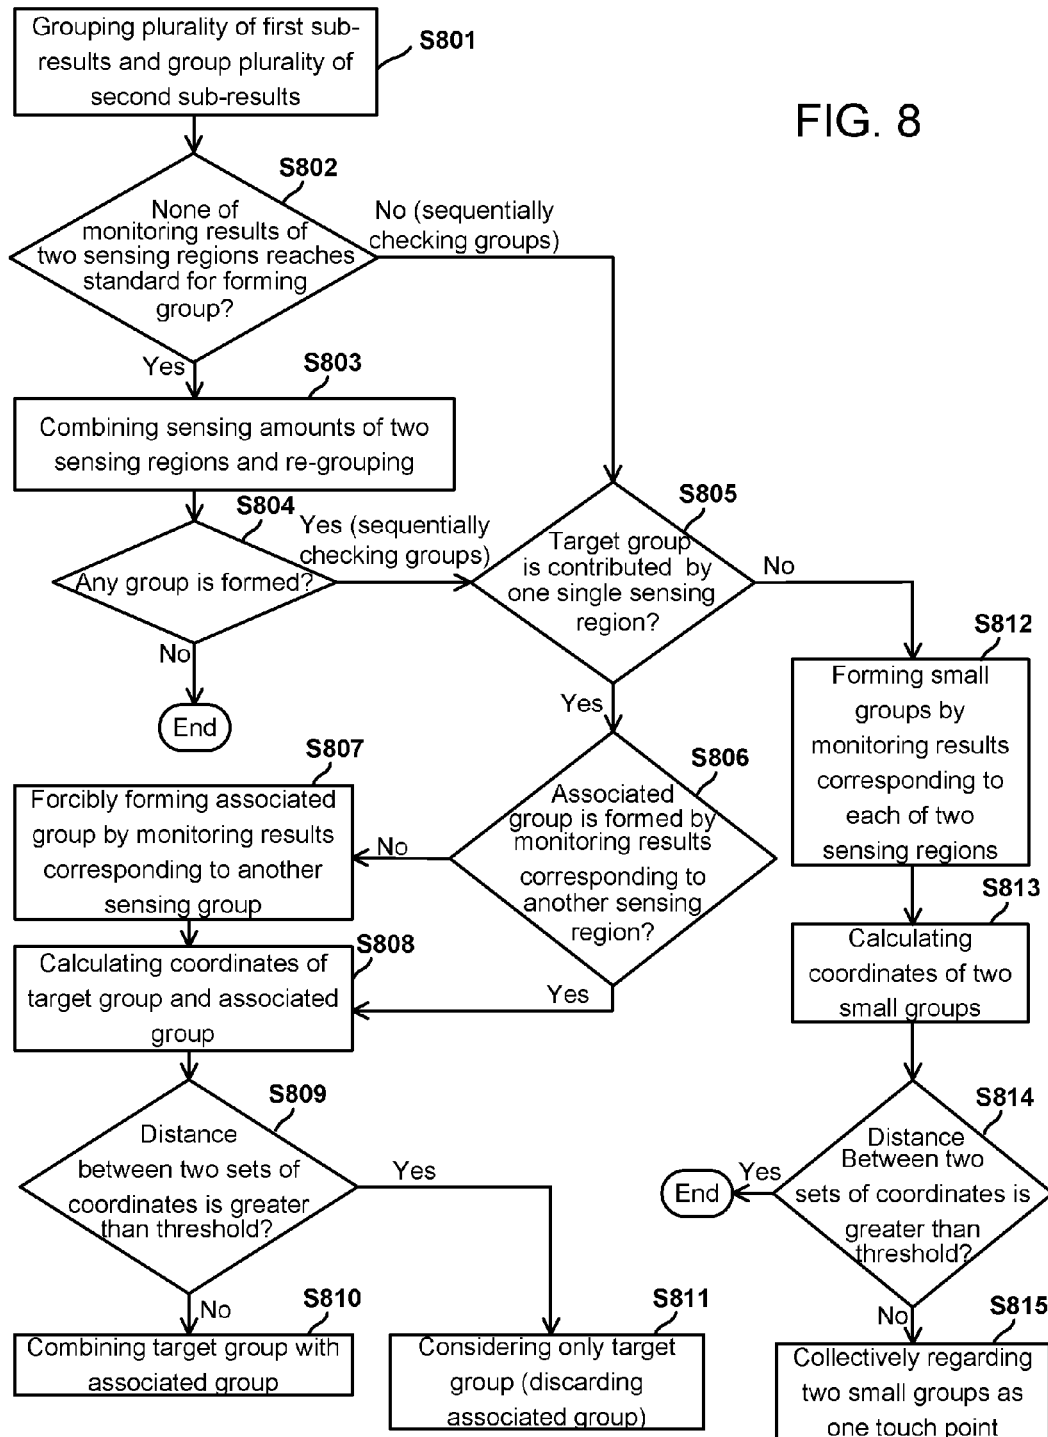 Grouping plurality of first sub-
results and group plurality of
second sub-results
S801
FIG. 8
S802
None of
monitoring results of
two sensing regions reaches
standard for forming
group?
No (sequentially
checking groups)
Yes
S803
Combining sensing amounts of two
sensing regions and re-grouping
S804
Any group is formed?
Yes (sequentially
checking groups)
No
End
S805
Target group
is contributed by
one single sensing
region?
No
Yes
S806
Associated
group is formed by
monitoring results
corresponding to
another sensing
region?
No
Yes
S807
Forcibly forming associated
group by monitoring results
corresponding to another
sensing group
S808
Calculating coordinates of
target group and associated
group
S809
Distance
between two sets of
coordinates is greater
than threshold?
Yes
No
S810
Combining target group with
associated group
S811
Considering only target
group (discarding
associated group)
S812
Forming small
groups by
monitoring results
corresponding to
each of two
sensing regions
S813
Calculating
coordinates of two
small groups
S814
Distance
Between two
sets of coordinates is
greater than
threshold?
Yes
End
No
S815
Collectively regarding
two small groups as
one touch point